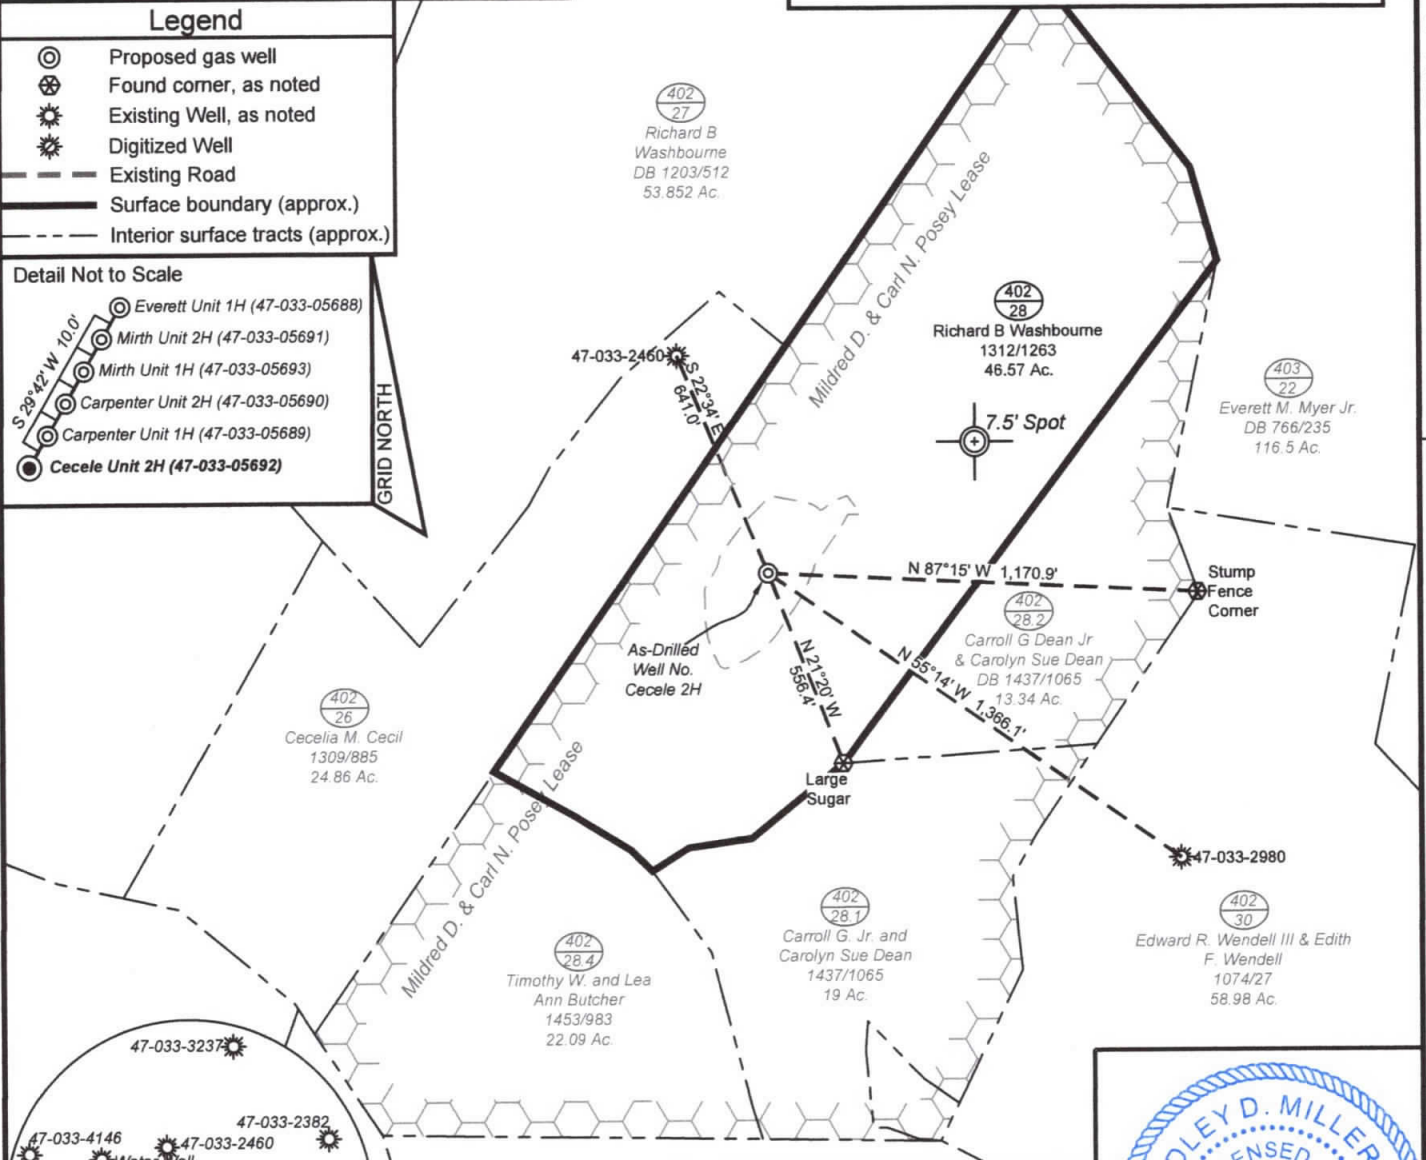 Legend
Proposed gas well
Found corner, as noted
Existing Well, as noted
Digitized Well
Existing Road
Surface boundary (approx.)
Interior surface tracts (approx.)
Detail Not to Scale
Everett Unit 1H (47-033-05688)
Mirth Unit 2H (47-033-05691)
Mirth Unit 1H (47-033-05693)
Carpenter Unit 2H (47-033-05690)
Carpenter Unit 1H (47-033-05689)
Cecele Unit 2H (47-033-05692)
S 29°42' W 10.0'
GRID NORTH
402
27
Richard B
Washbourne
DB 1203/512
53.852 Ac.
Mildred D. & Carl N. Posey Lease
402
28
Richard B Washbourne
1312/1263
46.57 Ac.
7.5' Spot
403
22
Everett M. Myer Jr.
DB 766/235
116.5 Ac.
47-033-2460
S 22°34' E
641.0'
N 87°15' W 1,170.9'
Stump
Fence
Corner
402
28.2
Carroll G Dean Jr
& Carolyn Sue Dean
DB 1437/1065
13.34 Ac.
As-Drilled
Well No.
Cecele 2H
N 21°20' W
556.4'
N 55°14' W 1,366.1'
402
26
Cecelia M. Cecil
1309/885
24.86 Ac.
Large
Sugar
Mildred D. & Carl N. Posey Lease
47-033-2980
402
30
Edward R. Wendell III & Edith
F. Wendell
1074/27
58.98 Ac.
402
28.1
Carroll G. Jr. and
Carolyn Sue Dean
1437/1065
19 Ac.
402
28.4
Timothy W. and Lea
Ann Butcher
1453/983
22.09 Ac.
47-033-3237
47-033-2382
47-033-4146
47-033-2460
Water Well
OLEY D. MILLER
ENSED